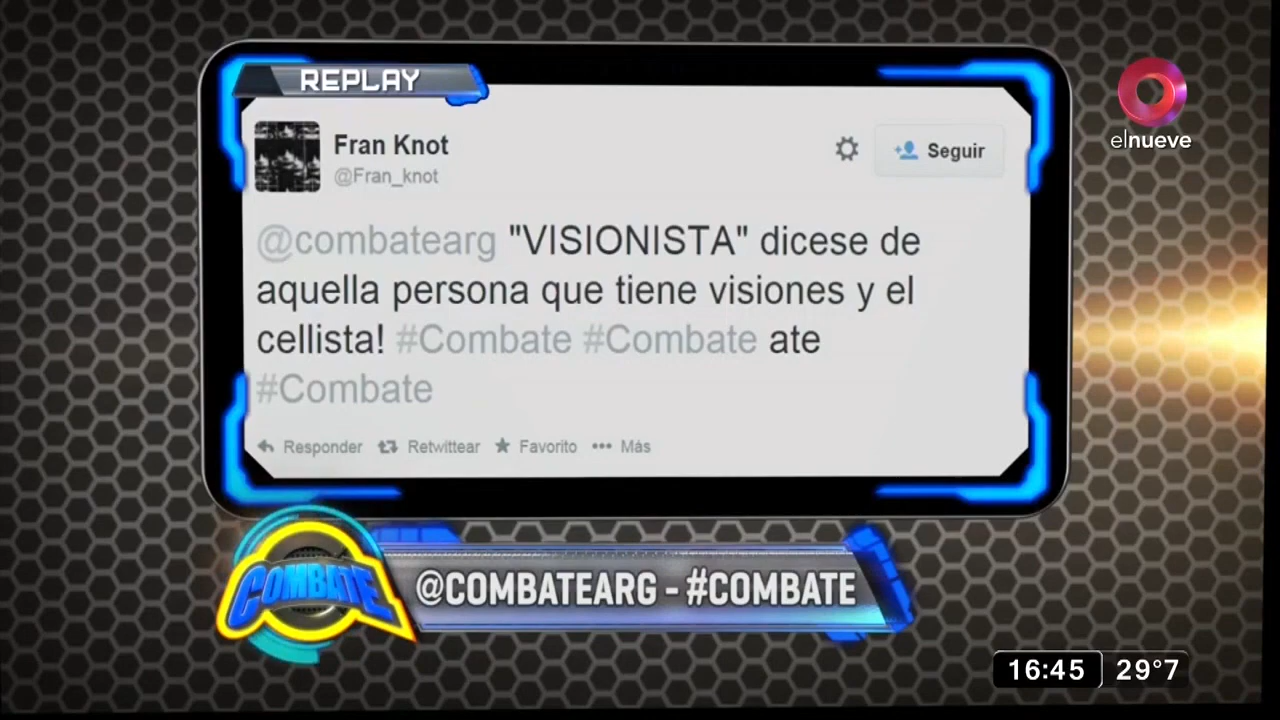 REPLAY
elnueve
Fran Knot
@Fran_knot
Seguir
@combatearg "VISIONISTA" dicese de
aquella persona que tiene visiones y el
cellista! #Combate #Combate ate
#Combate
Responder Retwittear Favorito Más
COMBATE
@COMBATEARG - #COMBATE
16:45 29°7